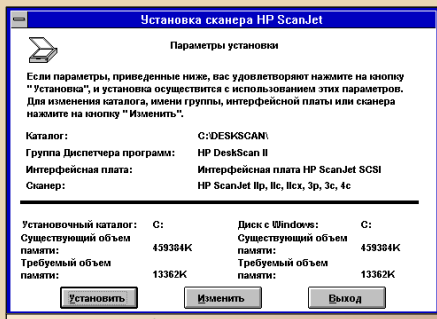 Установка сканера HP ScanJet
Параметры установки
Если параметры, приведенные ниже, вас удовлетворяют нажмите на кнопку
"Установка", и установка осуществится с использованием этих параметров.
Для изменения каталога, имени группы, интерфейсной платы или сканера
нажмите на кнопку "Изменить".
Каталог: C:\DESKSCAN\
Группа Диспетчера программ: HP DeskScan II
Интерфейсная плата: Интерфейсная плата HP ScanJet SCSI
Сканер: HP ScanJet IIp, IIc, IIcx, 3p, 3c, 4c
Установочный каталог: C: Диск с Windows: C:
Существующий объем Существующий объем
памяти: 459384K памяти: 459384K
Требуемый объем Требуемый объем
памяти: 13362K памяти: 13362K
Установить Изменить Выход